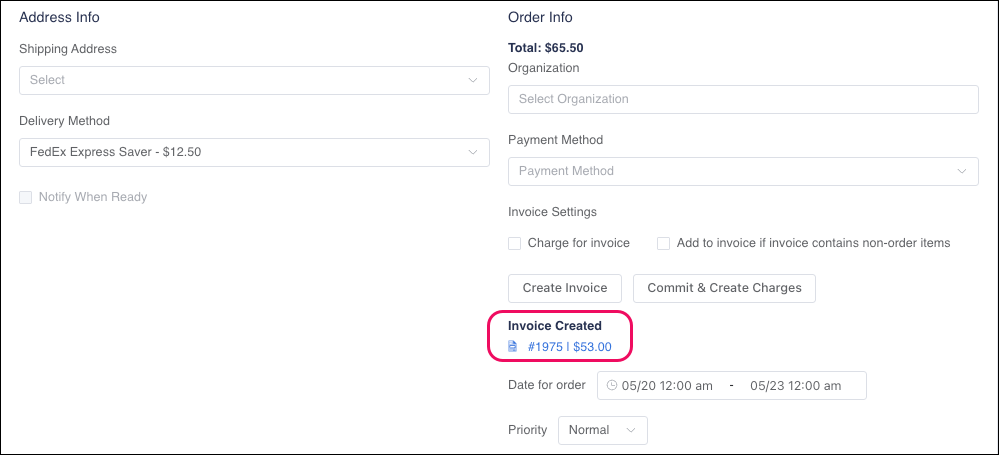 Address Info
Shipping Address
Select
Delivery Method
FedEx Express Saver - $12.50
Notify When Ready
Order Info
Total: $65.50
Organization
Select Organization
Payment Method
Payment Method
Invoice Settings
Charge for invoice
Add to invoice if invoice contains non-order items
Create Invoice
Commit & Create Charges
Invoice Created
#1975 | $53.00
Date for order
05/20 12:00 am - 05/23 12:00 am
Priority
Normal